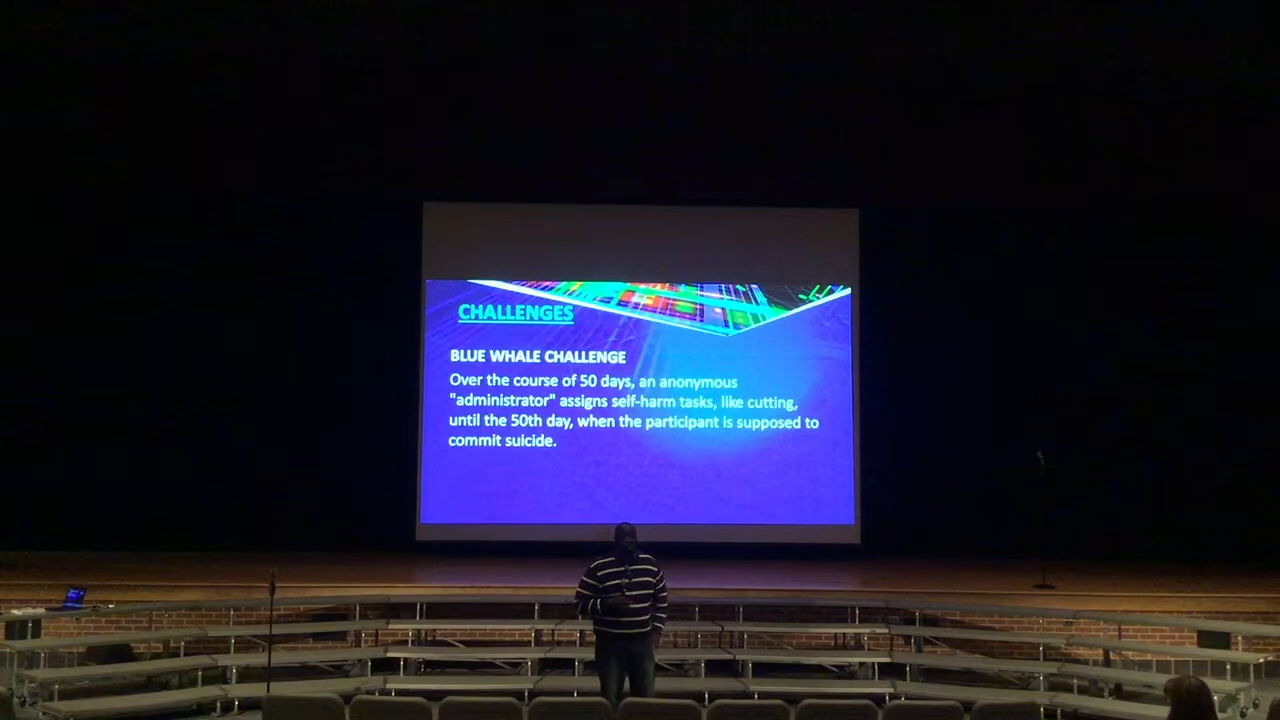 CHALLENGES
BLUE WHALE CHALLENGE
Over the course of 50 days, an anonymous
"administrator" assigns self-harm tasks, like cutting,
until the 50th day, when the participant is supposed to
commit suicide.